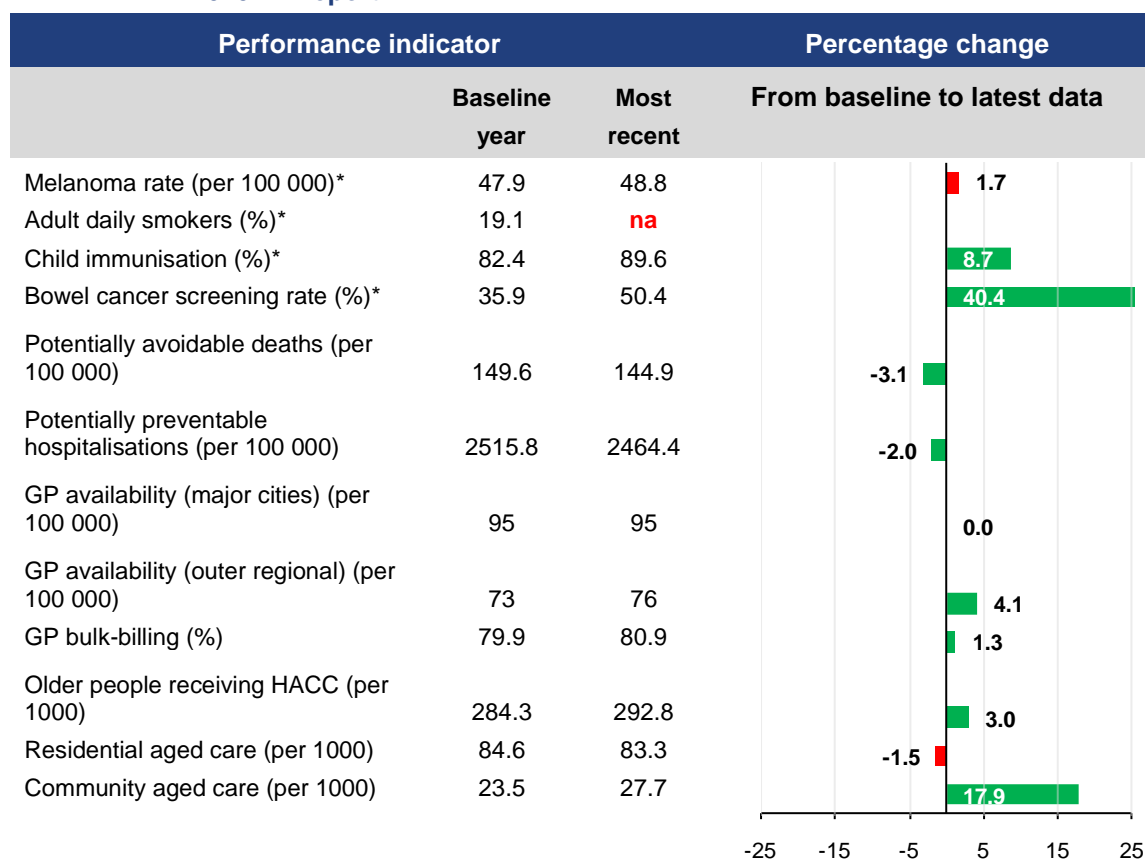 Performance indicator Percentage change
Baseline Most From baseline to latest data
year recent
Melanoma rate (per 100 000)* 47.9 48.8 1.7
Adult daily smokers (%)* 19.1 na
Child immunisation (%)* 82.4 89.6 8.7
Bowel cancer screening rate (%)* 35.9 50.4 40.4
Potentially avoidable deaths (per
100 000) 149.6 144.9 -3.1
Potentially preventable
hospitalisations (per 100 000) 2515.8 2464.4 -2.0
GP availability (major cities) (per
100 000) 95 95 0.0
GP availability (outer regional) (per
100 000) 73 76 4.1
GP bulk-billing (%) 79.9 80.9 1.3
Older people receiving HACC (per
1000) 284.3 292.8 3.0
Residential aged care (per 1000) 84.6 83.3 -1.5
Community aged care (per 1000) 23.5 27.7 17.9
-25 -15 -5 5 15 25